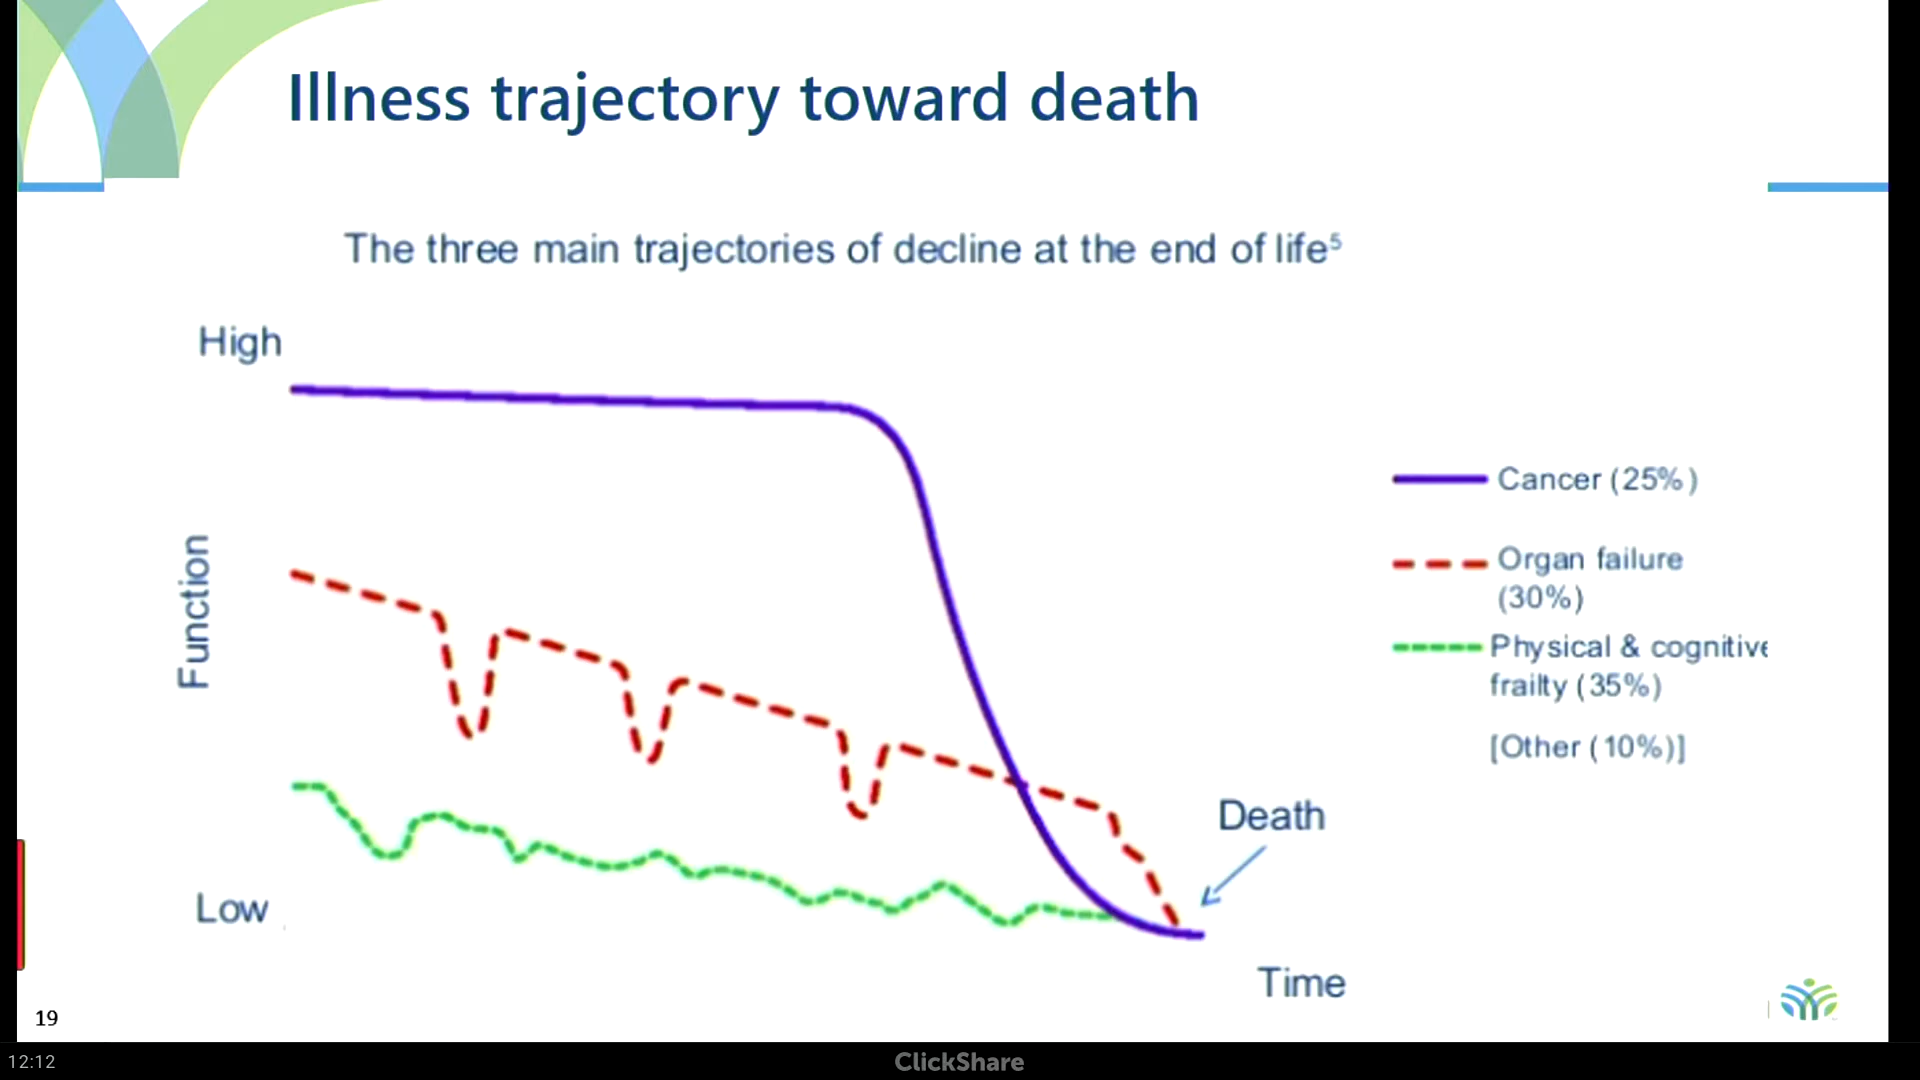 Illness trajectory toward death
The three main trajectories of decline at the end of life⁵
High
Function
Low
Cancer (25%)
Organ failure
(30%)
Physical & cognitive
frailty (35%)
[Other (10%)]
Death
Time
19
12:12
ClickShare